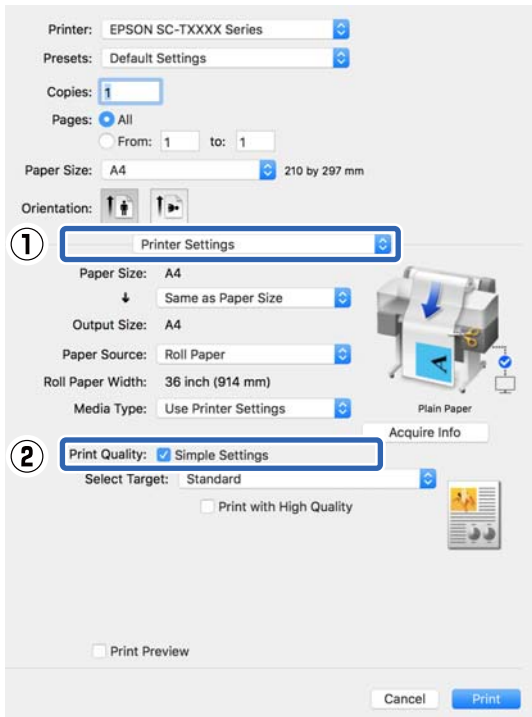 Printer: EPSON SC-TXXXX Series
Presets: Default Settings
Copies: 1
Pages: All
From: 1 to: 1
Paper Size: A4 210 by 297 mm
Orientation:
1 Printer Settings
Paper Size: A4
Same as Paper Size
Output Size: A4
Paper Source: Roll Paper
Roll Paper Width: 36 inch (914 mm)
Media Type: Use Printer Settings
Plain Paper
Acquire Info
2 Print Quality: Simple Settings
Select Target: Standard
Print with High Quality
Print Preview
Cancel Print